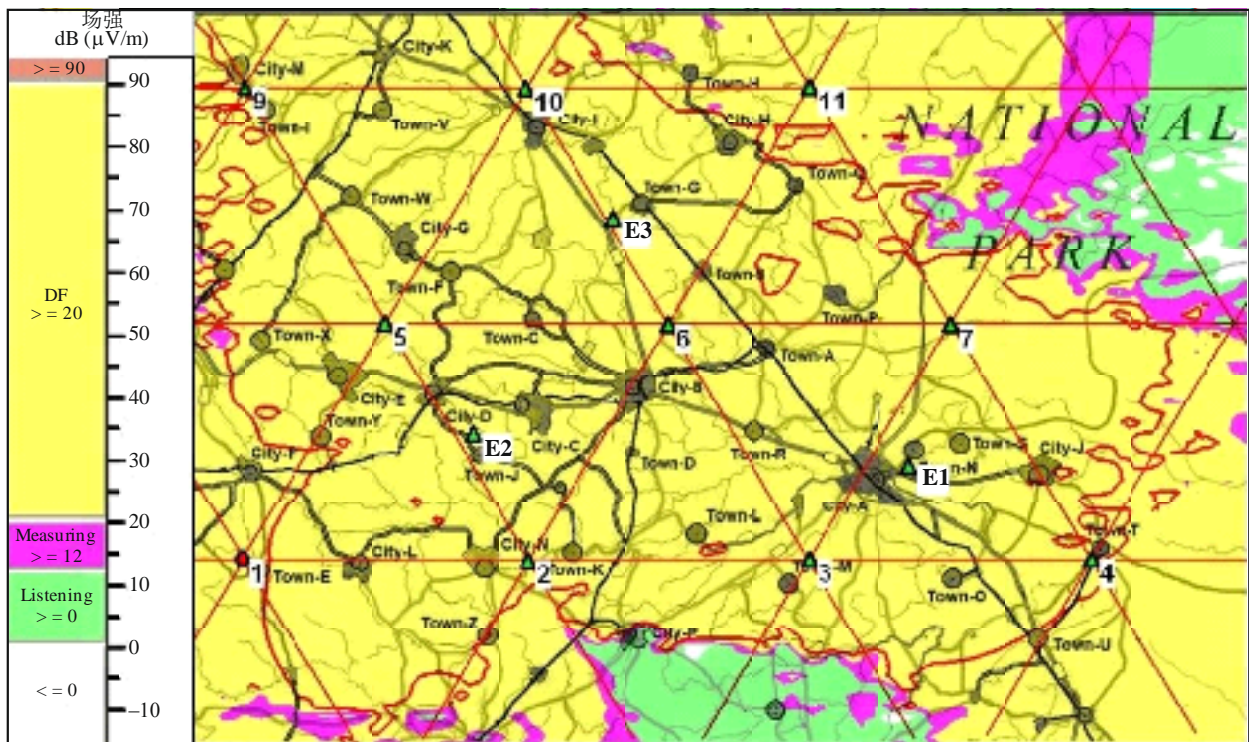 场强
dB (μV/m)
>= 90
DF
>= 20
Measuring
>= 12
Listening
>= 0
<= 0
90
80
70
60
50
40
30
20
10
0
–10
City-K
City-M
9
10
11
Town-H
Town-I
Town-V
City-I
City-H
NATIONAL
PARK
Town-W
Town-G
Town-Q
E3
City-G
Town-F
Town-P
5
6
7
Town-X
Town-C
Town-A
City-B
City-E
City-D
Town-Y
E2
City-C
Town-R
Town-S
City-J
City-F
Town-J
Town-D
E1
City-A
Town-L
City-L
City-N
Town-T
1
Town-E
2
Town-K
3
4
Town-O
Town-Z
City-P
Town-U